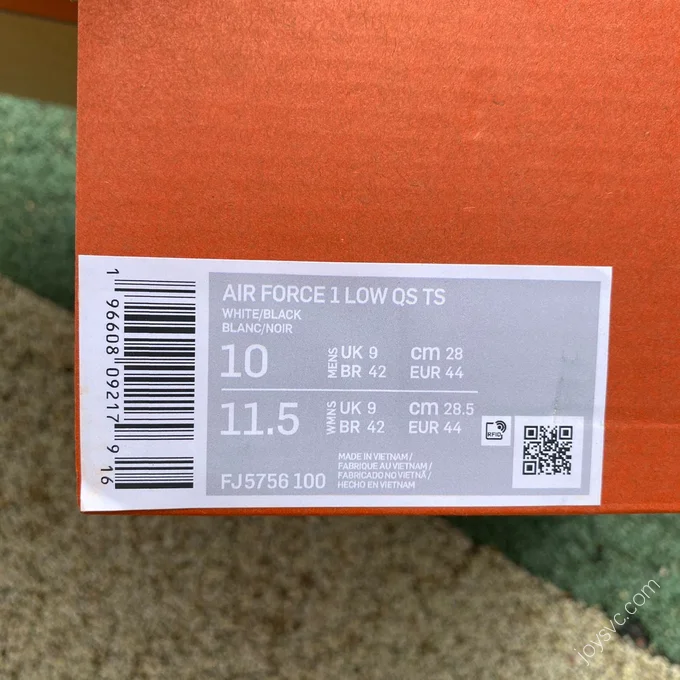 AIR FORCE 1 LOW QS TS
WHITE/BLACK
BLANC/NOIR
10 MENS UK 9 cm 28
BR 42 EUR 44
11.5 WMNS UK 9 cm 28.5
BR 42 EUR 44
RFID
MADE IN VIETNAM /
FABRIQUE AU VIETNAM /
FABRICADO NO VIETNÃ /
HECHO EN VIETNAM
FJ5756 100
1 96608 09217 9 16
joysvc.com